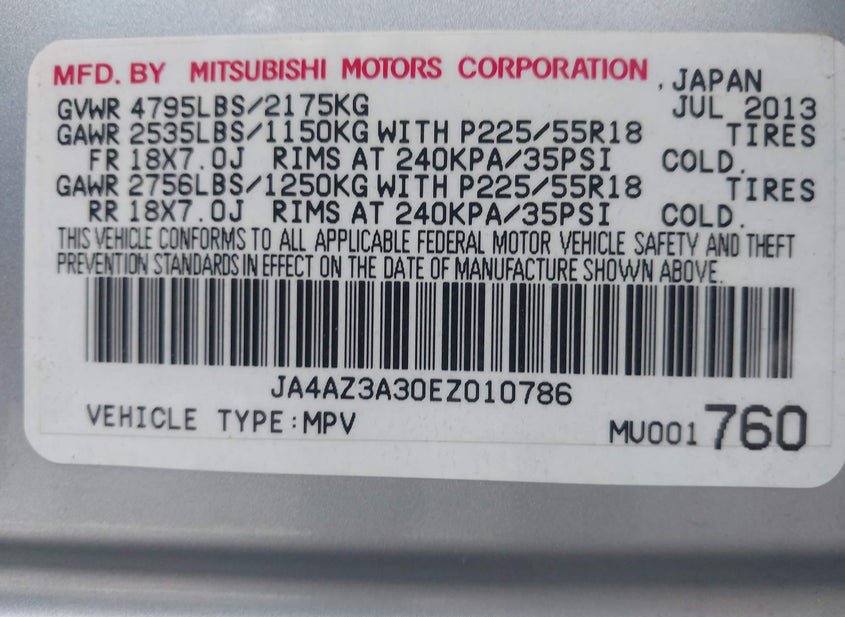 MFD. BY MITSUBISHI MOTORS CORPORATION , JAPAN
GVWR 4795LBS/2175KG JUL 2013
GAWR 2535LBS/1150KG WITH P225/55R18 TIRES
FR 18X7.0J RIMS AT 240KPA/35PSI COLD.
GAWR 2756LBS/1250KG WITH P225/55R18 TIRES
RR 18X7.0J RIMS AT 240KPA/35PSI COLD.
THIS VEHICLE CONFORMS TO ALL APPLICABLE FEDERAL MOTOR VEHICLE SAFETY AND THEFT
PREVENTION STANDARDS IN EFFECT ON THE DATE OF MANUFACTURE SHOWN ABOVE.
JA4AZ3A30EZ010786
VEHICLE TYPE:MPV MU001 760